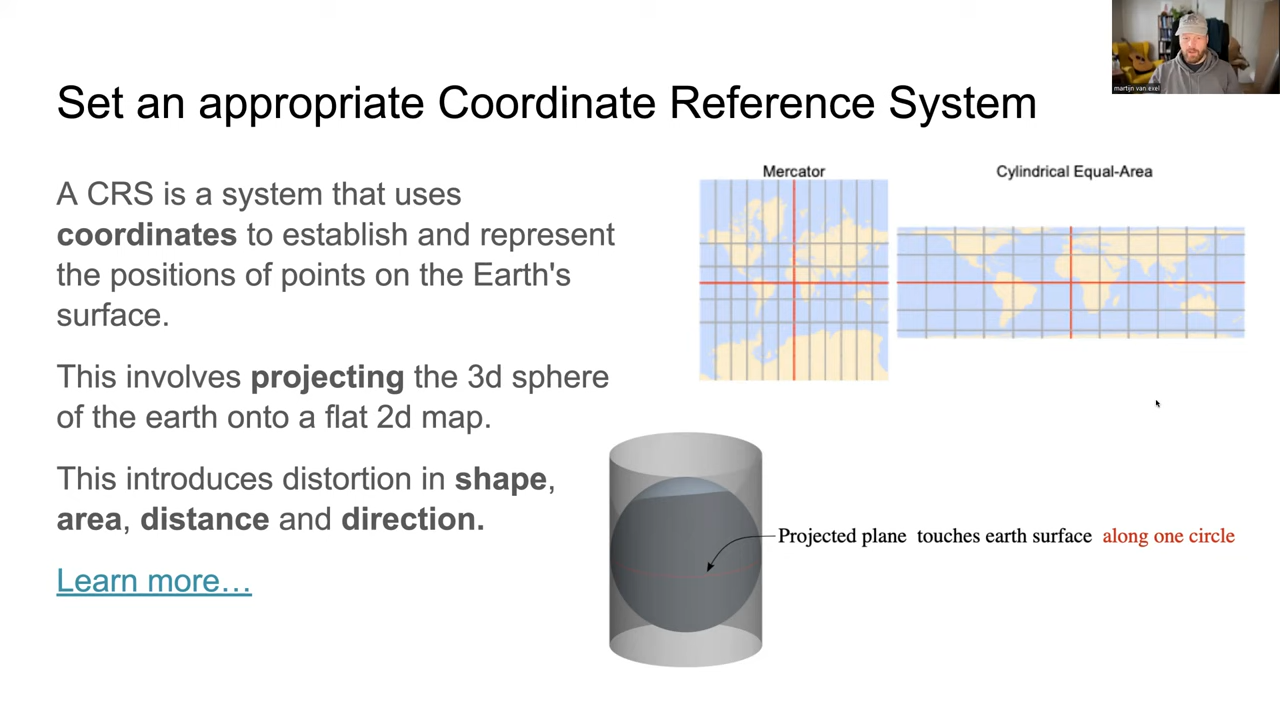 martijn van exel
Set an appropriate Coordinate Reference System
A CRS is a system that uses
coordinates to establish and represent
the positions of points on the Earth's
surface.
This involves projecting the 3d sphere
of the earth onto a flat 2d map.
This introduces distortion in shape,
area, distance and direction.
Learn more…
Mercator
Cylindrical Equal-Area
Projected plane touches earth surface along one circle